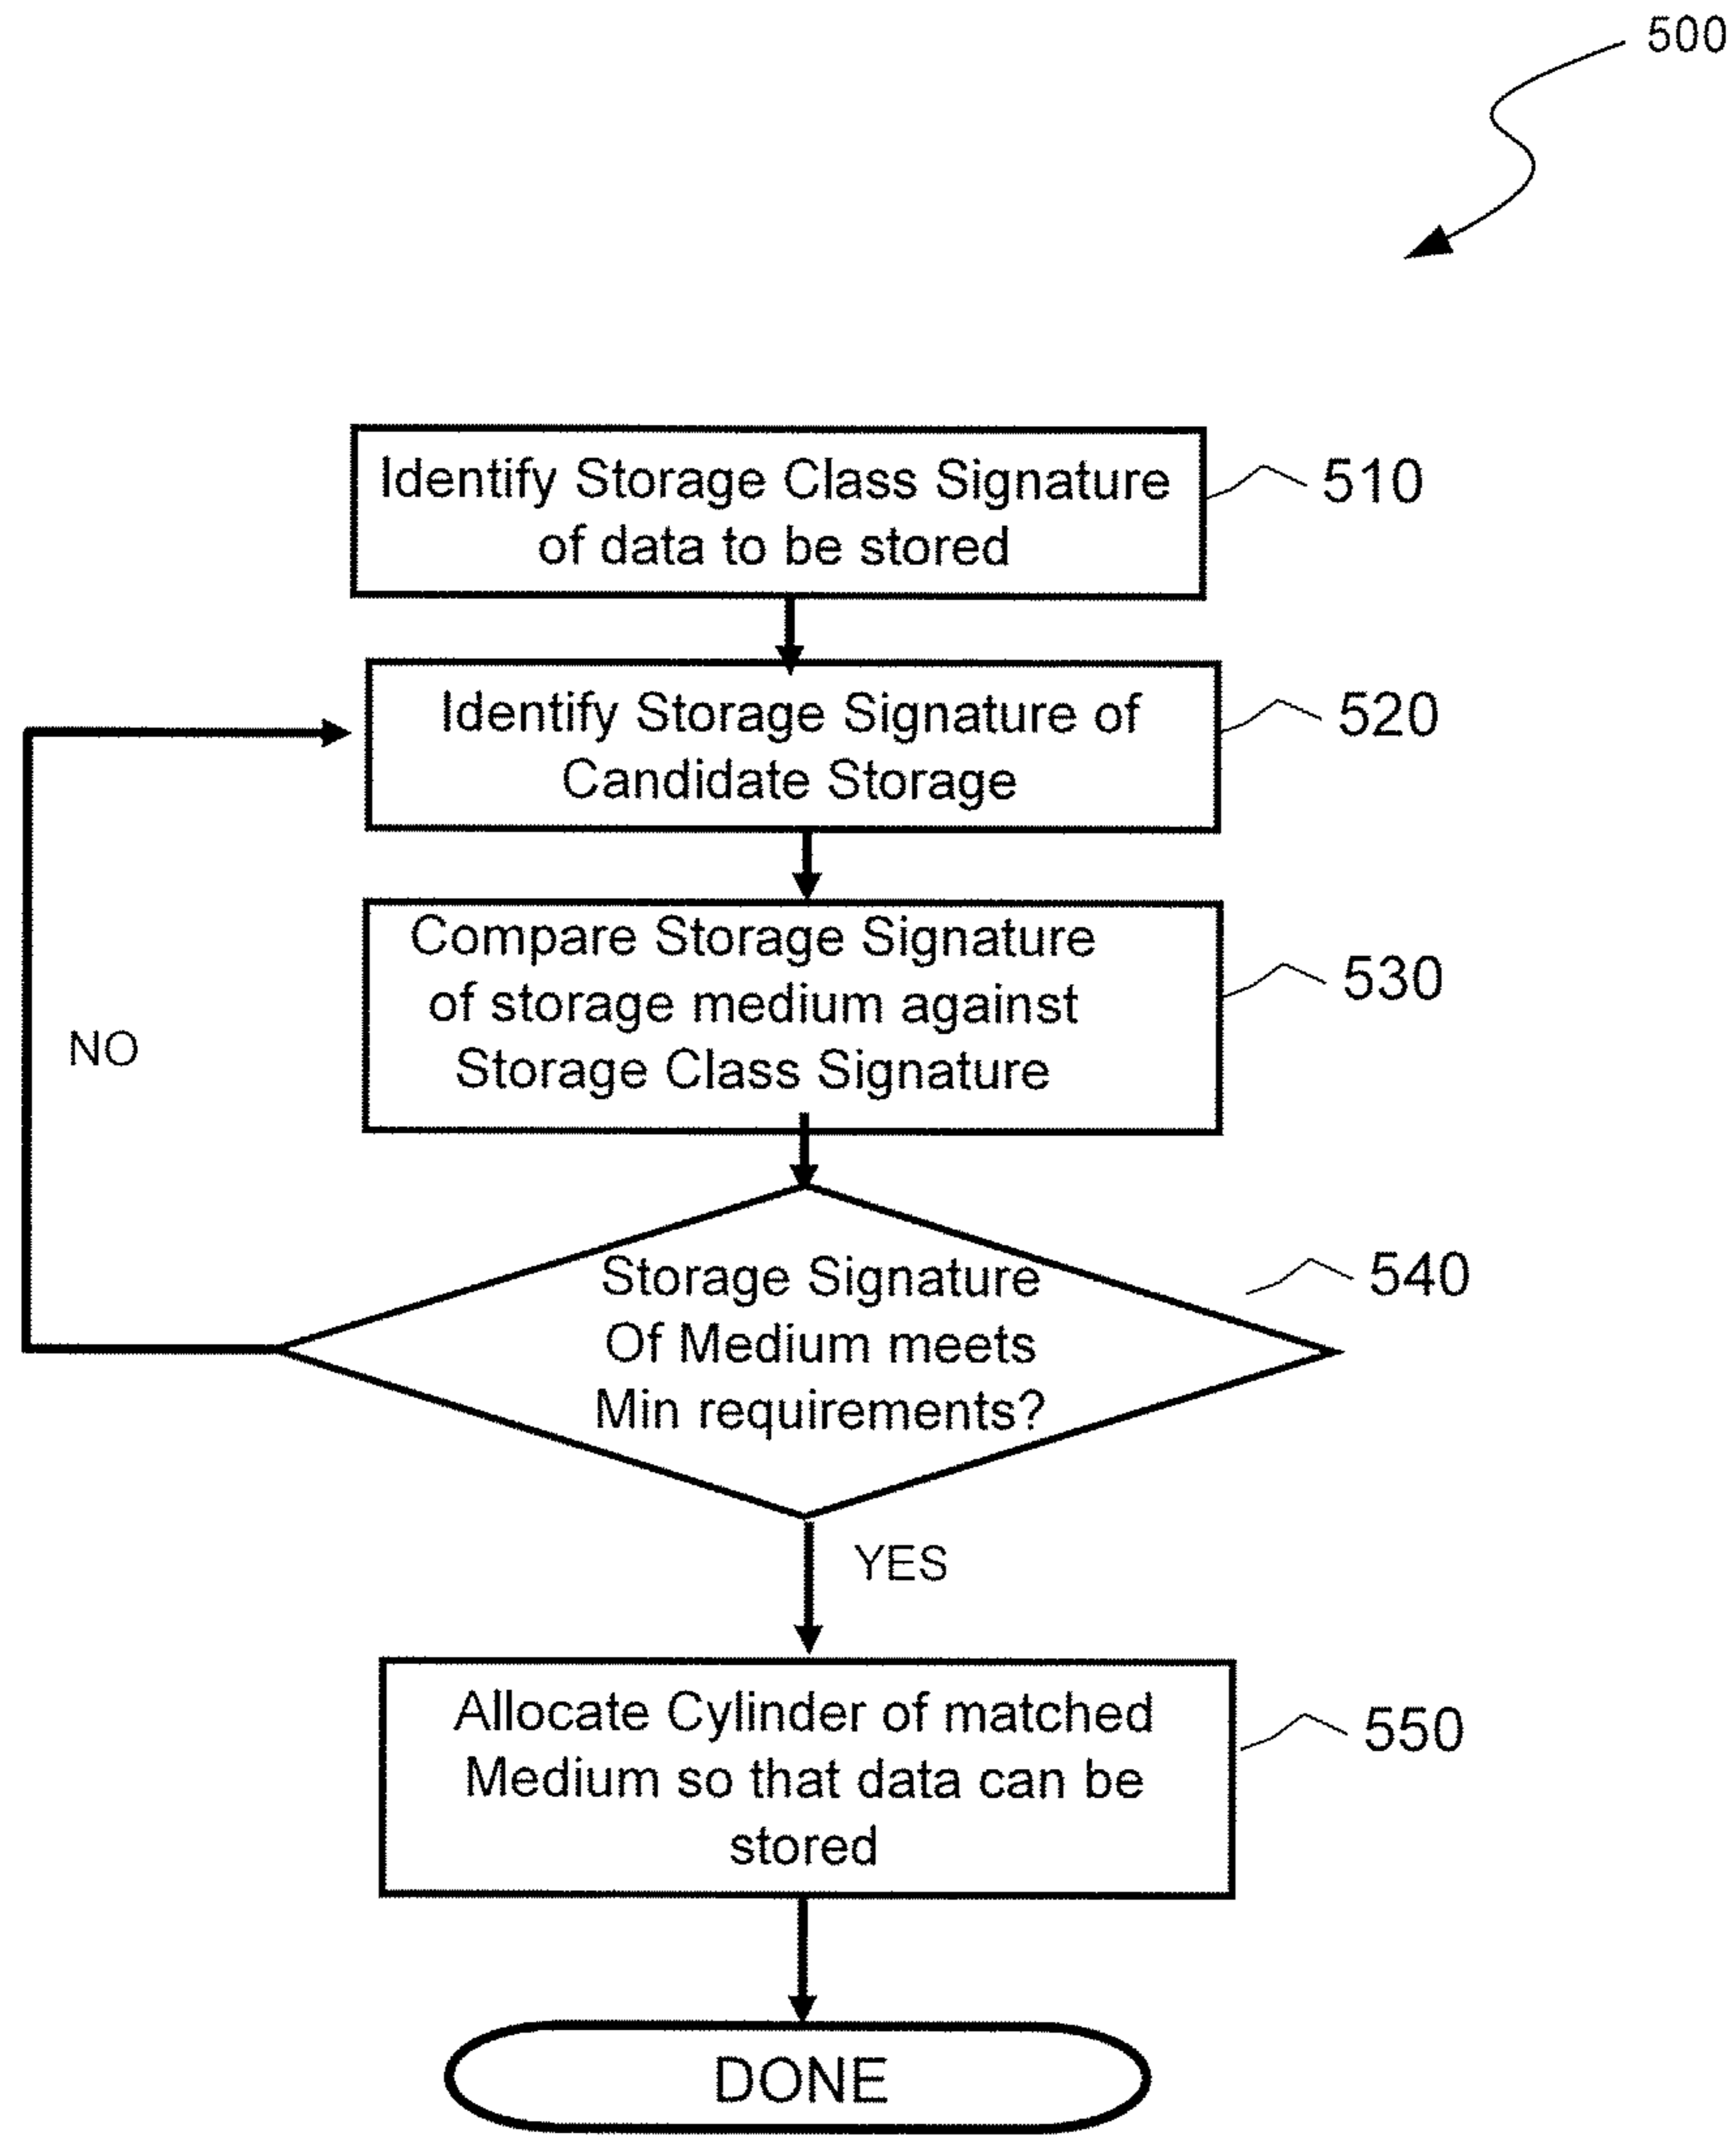 500
Identify Storage Class Signature
of data to be stored
510
Identify Storage Signature of
Candidate Storage
520
Compare Storage Signature
of storage medium against
Storage Class Signature
530
NO
Storage Signature
Of Medium meets
Min requirements?
540
YES
Allocate Cylinder of matched
Medium so that data can be
stored
550
DONE